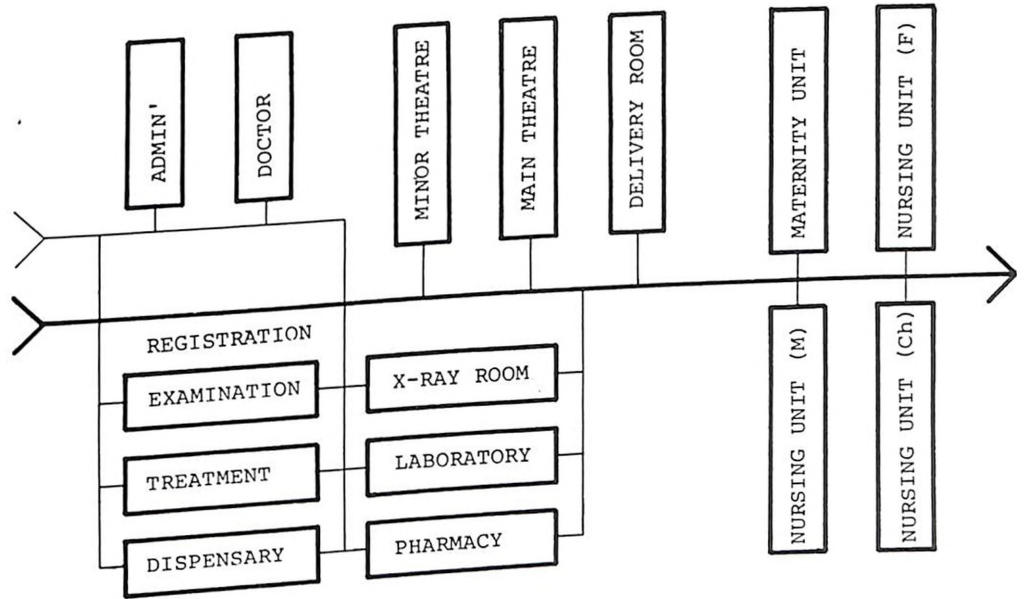 ADMIN'
DOCTOR
MINOR THEATRE
MAIN THEATRE
DELIVERY ROOM
MATERNITY UNIT
NURSING UNIT (F)
REGISTRATION
EXAMINATION
TREATMENT
DISPENSARY
X-RAY ROOM
LABORATORY
PHARMACY
NURSING UNIT (M)
NURSING UNIT (Ch)